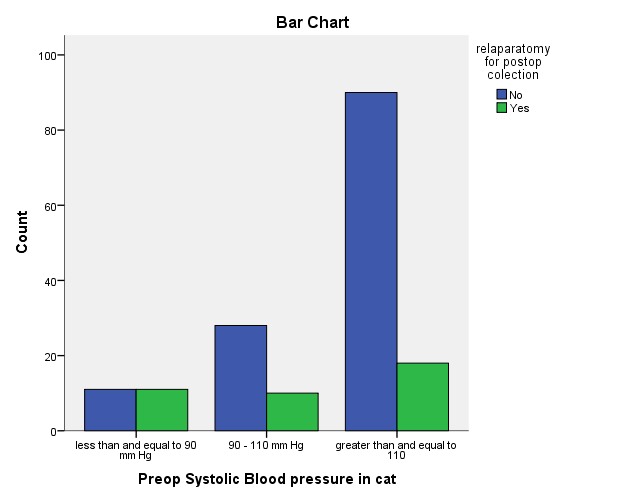 Bar Chart
relaparatomy
for postop
colection
No
Yes
100
80
60
40
20
0
Count
less than and equal to 90
mm Hg
90 - 110 mm Hg
greater than and equal to
110
Preop Systolic Blood pressure in cat